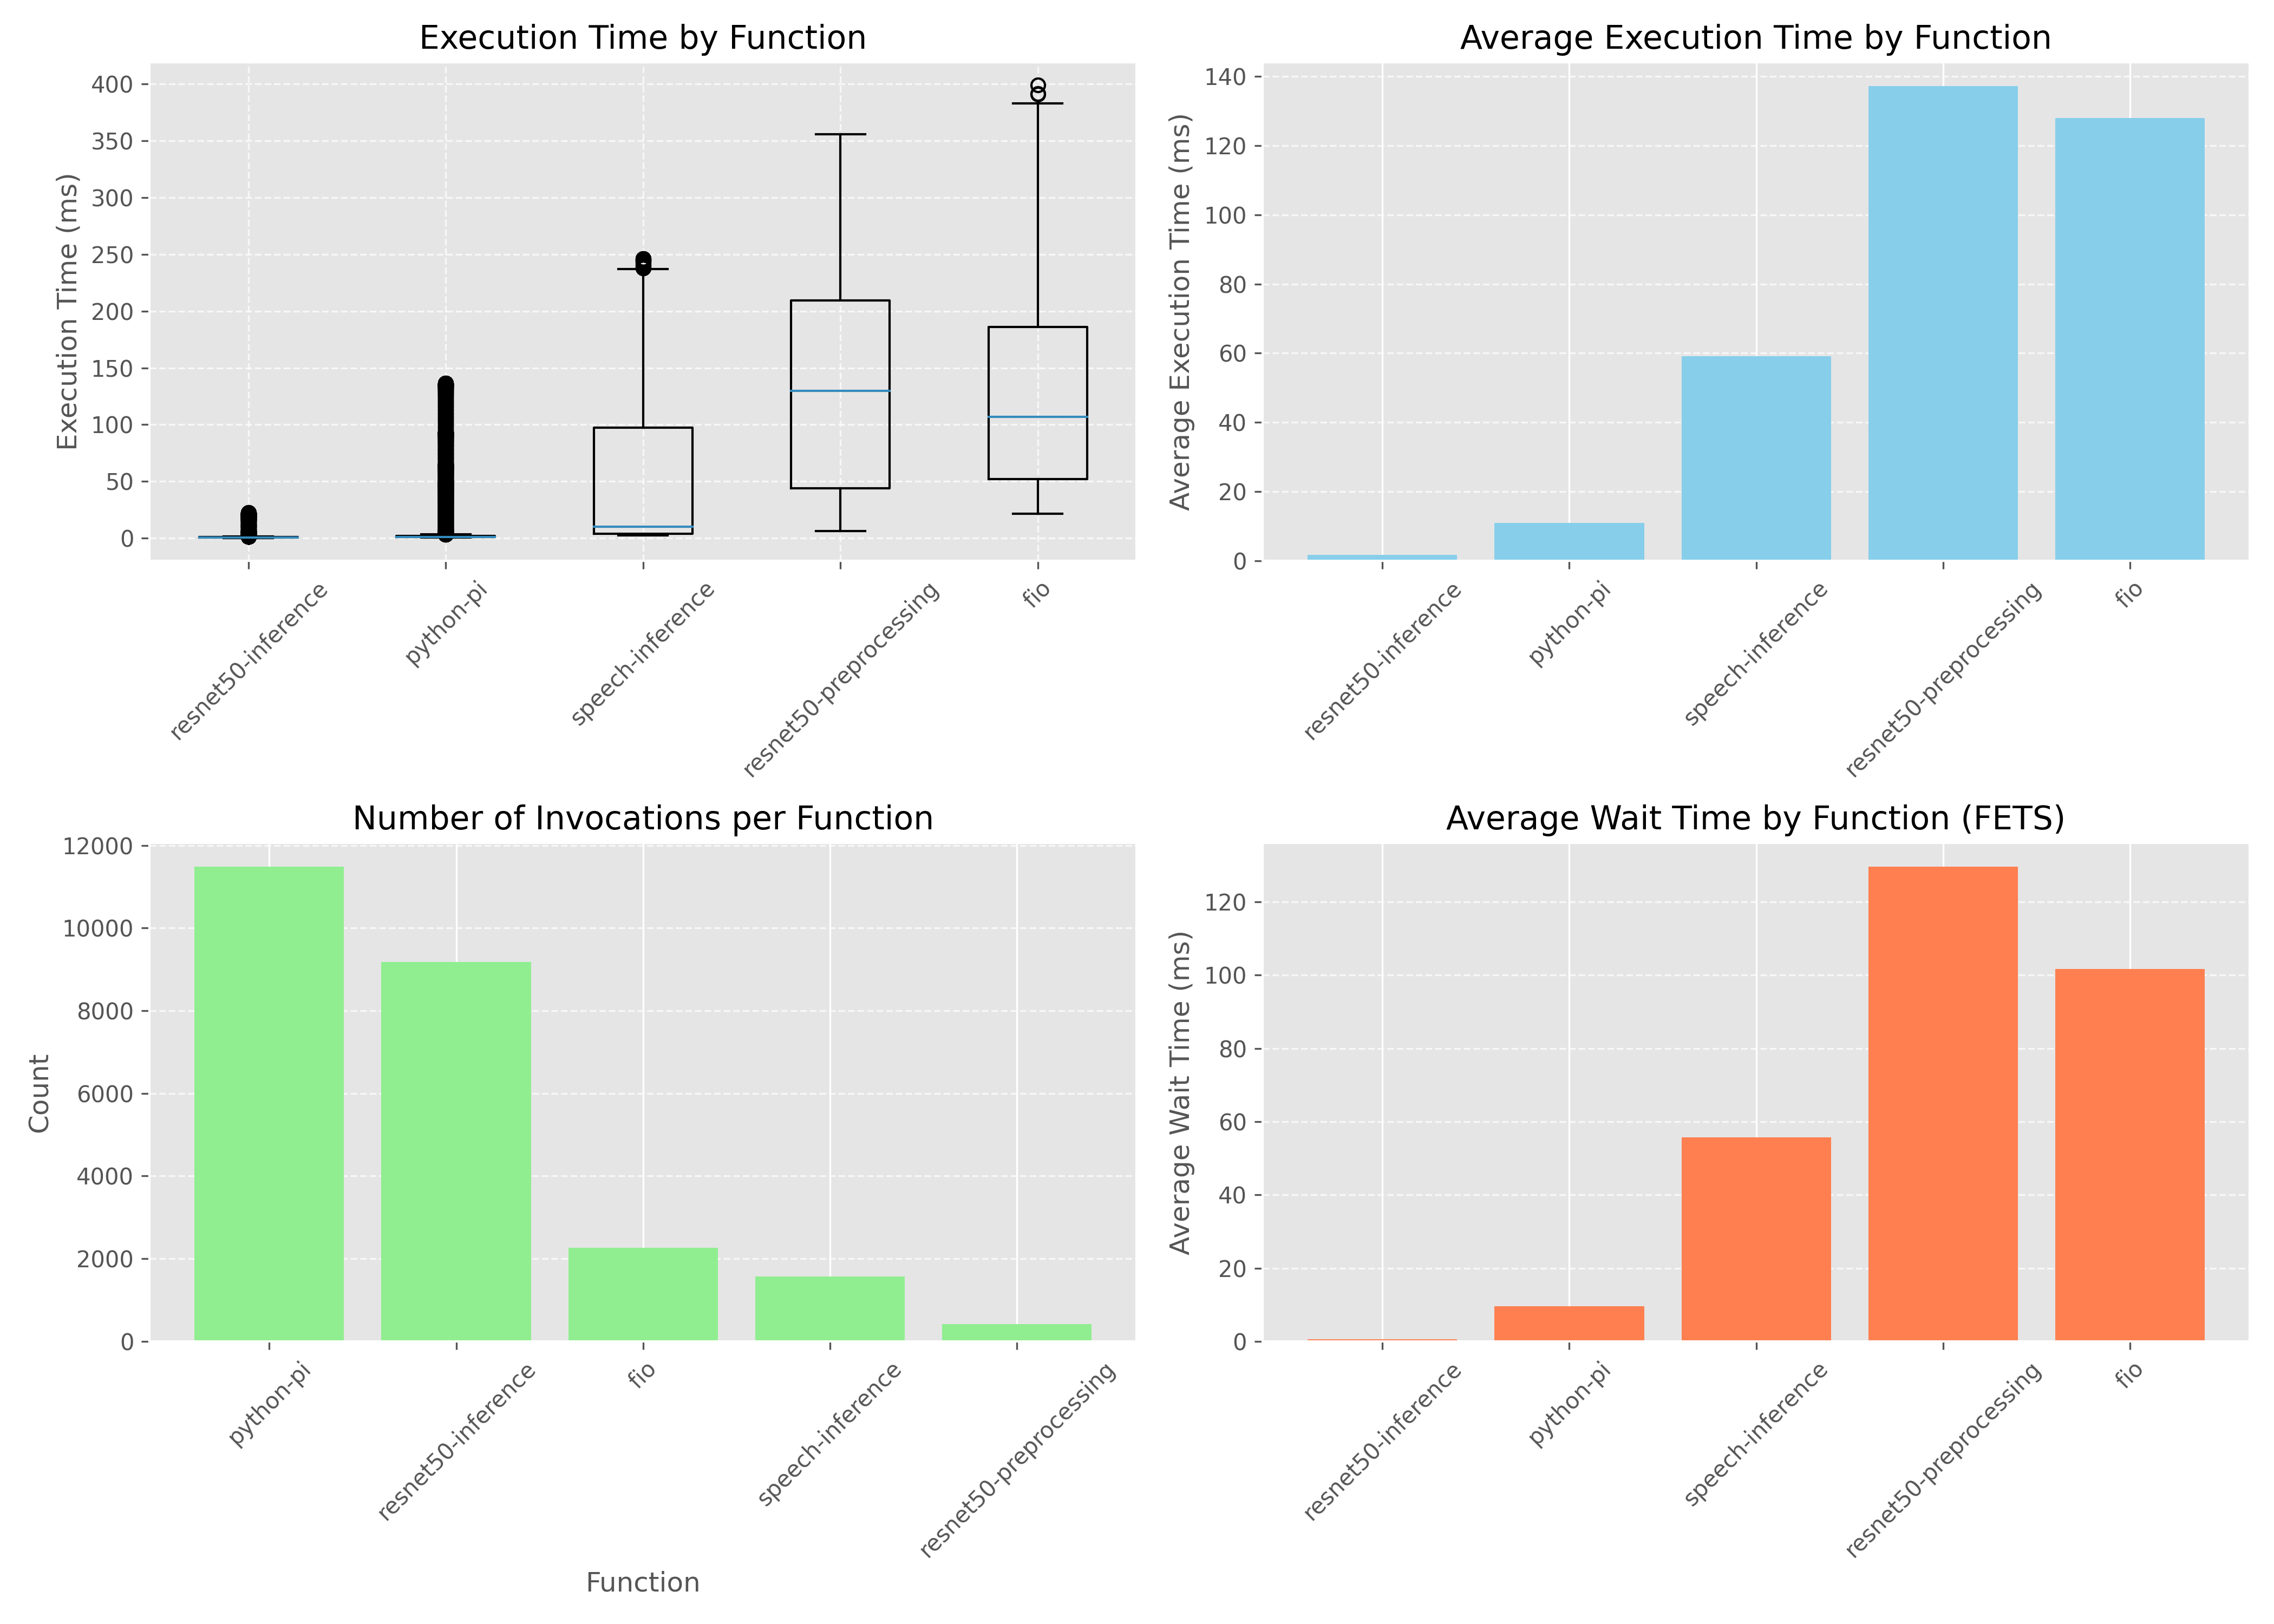 Execution Time by Function
Execution Time (ms)
400
350
300
250
200
150
100
50
0
resnet50-inference
python-pi
speech-inference
resnet50-preprocessing
fio
Average Execution Time by Function
Average Execution Time (ms)
140
120
100
80
60
40
20
0
resnet50-inference
python-pi
speech-inference
resnet50-preprocessing
fio
Number of Invocations per Function
Count
12000
10000
8000
6000
4000
2000
0
python-pi
resnet50-inference
fio
speech-inference
resnet50-preprocessing
Function
Average Wait Time by Function (FETS)
Average Wait Time (ms)
120
100
80
60
40
20
0
resnet50-inference
python-pi
speech-inference
resnet50-preprocessing
fio